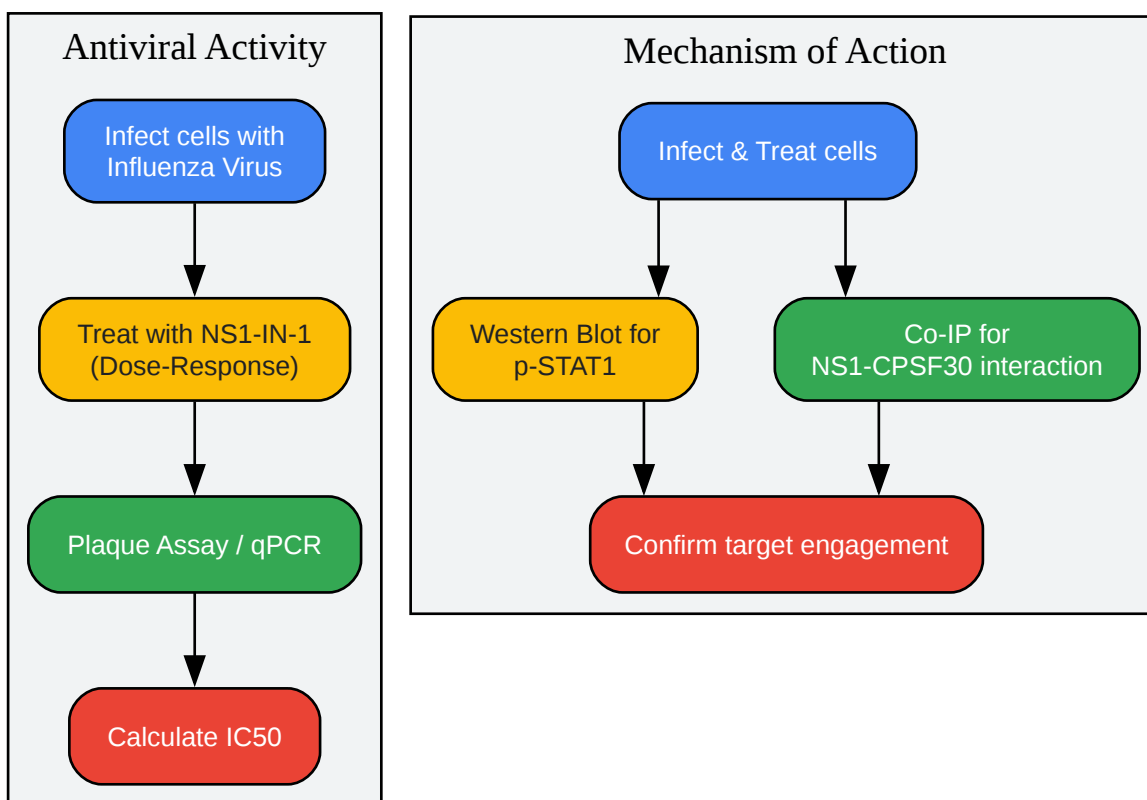 Antiviral Activity
Infect cells with
Influenza Virus
Treat with NS1-IN-1
(Dose-Response)
Plaque Assay / qPCR
Calculate IC50
Mechanism of Action
Infect & Treat cells
Western Blot for
p-STAT1
Co-IP for
NS1-CPSF30 interaction
Confirm target engagement